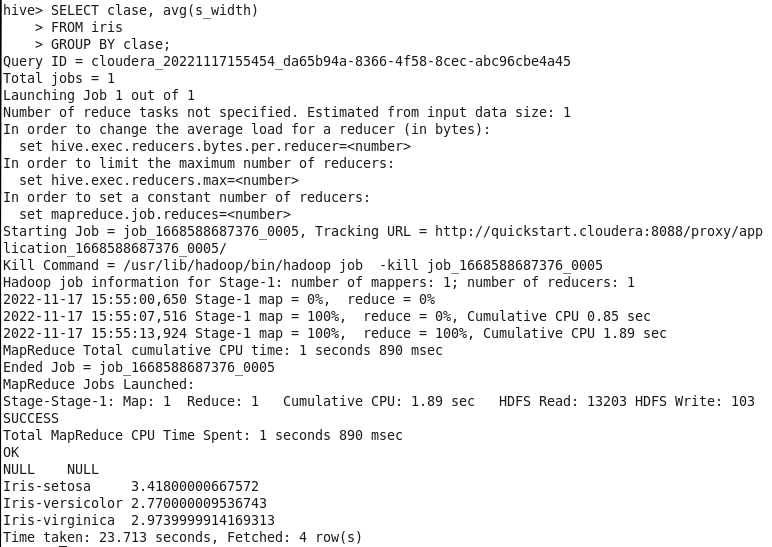 hive> SELECT clase, avg(s_width)
    > FROM iris
    > GROUP BY clase;
Query ID = cloudera_20221117155454_da65b94a-8366-4f58-8cec-abc96cbe4a45
Total jobs = 1
Launching Job 1 out of 1
Number of reduce tasks not specified. Estimated from input data size: 1
In order to change the average load for a reducer (in bytes):
  set hive.exec.reducers.bytes.per.reducer=<number>
In order to limit the maximum number of reducers:
  set hive.exec.reducers.max=<number>
In order to set a constant number of reducers:
  set mapreduce.job.reduces=<number>
Starting Job = job_1668588687376_0005, Tracking URL = http://quickstart.cloudera:8088/proxy/app
lication_1668588687376_0005/
Kill Command = /usr/lib/hadoop/bin/hadoop job  -kill job_1668588687376_0005
Hadoop job information for Stage-1: number of mappers: 1; number of reducers: 1
2022-11-17 15:55:00,650 Stage-1 map = 0%,  reduce = 0%
2022-11-17 15:55:07,516 Stage-1 map = 100%,  reduce = 0%, Cumulative CPU 0.85 sec
2022-11-17 15:55:13,924 Stage-1 map = 100%,  reduce = 100%, Cumulative CPU 1.89 sec
MapReduce Total cumulative CPU time: 1 seconds 890 msec
Ended Job = job_1668588687376_0005
MapReduce Jobs Launched:
Stage-Stage-1: Map: 1  Reduce: 1   Cumulative CPU: 1.89 sec   HDFS Read: 13203 HDFS Write: 103
SUCCESS
Total MapReduce CPU Time Spent: 1 seconds 890 msec
OK
NULL    NULL
Iris-setosa     3.41800000667572
Iris-versicolor 2.770000009536743
Iris-virginica  2.9739999914169313
Time taken: 23.713 seconds, Fetched: 4 row(s)